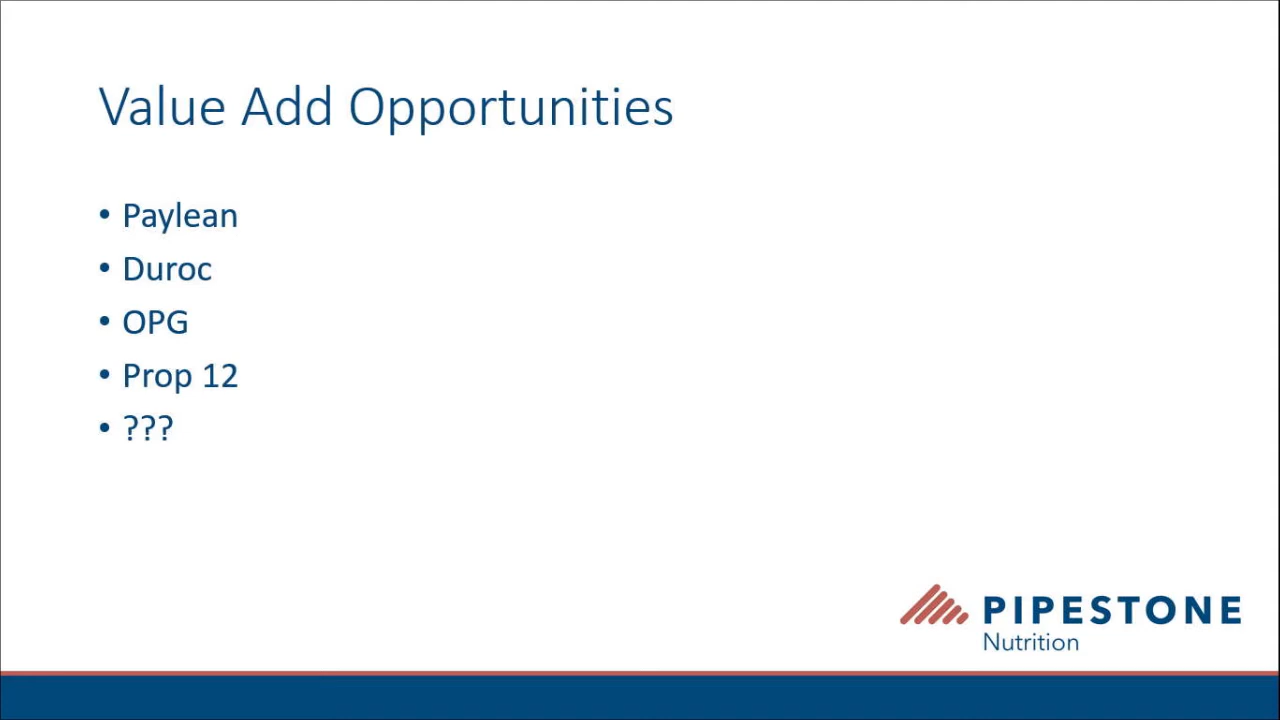 Value Add Opportunities
• Paylean
• Duroc
• OPG
• Prop 12
• ???
PIPESTONE
Nutrition